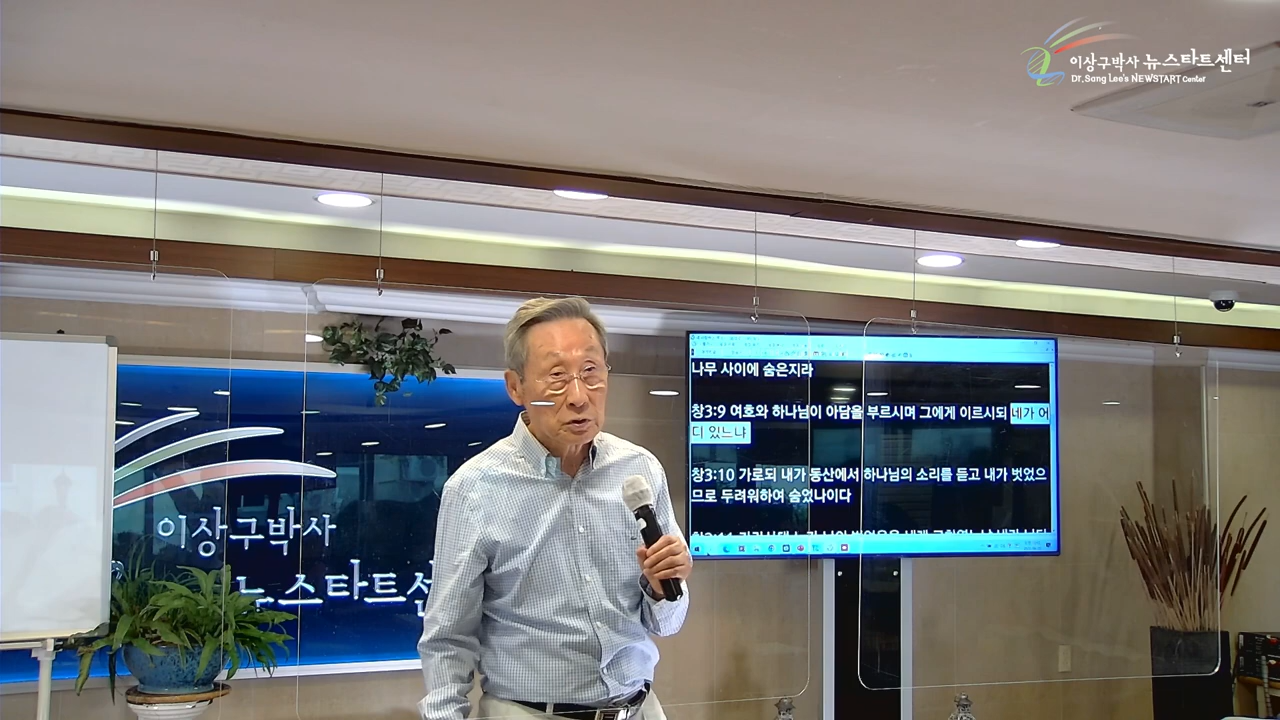 이상구박사 뉴스타트센터
Dr. Sang Lee's NEWSTART Center
나무 사이에 숨은지라
창3:9 여호와 하나님이 아담을 부르시며 그에게 이르시되 네가 어
디 있느냐
창3:10 가로되 내가 동산에서 하나님의 소리를 듣고 내가 벗었으
므로 두려워하여 숨었나이다
이상구박사
뉴스타트센